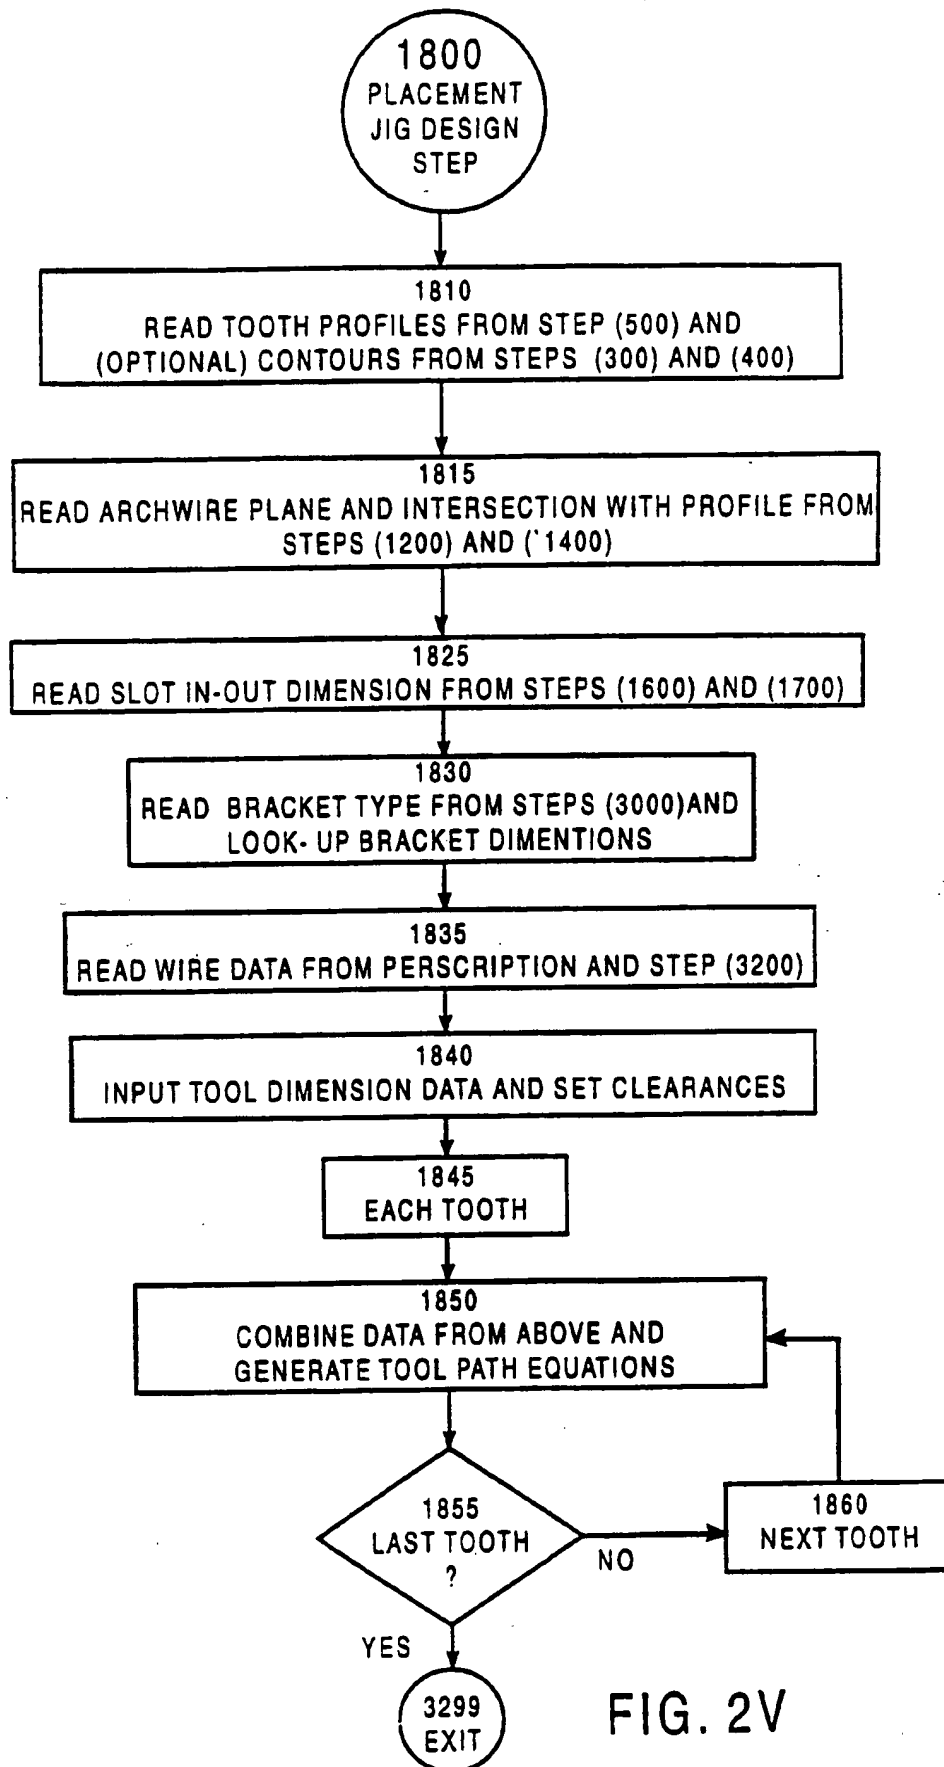 1800
PLACEMENT
JIG DESIGN
STEP
1810
READ TOOTH PROFILES FROM STEP (500) AND
(OPTIONAL) CONTOURS FROM STEPS (300) AND (400)
1815
READ ARCHWIRE PLANE AND INTERSECTION WITH PROFILE FROM
STEPS (1200) AND (1400)
1825
READ SLOT IN-OUT DIMENSION FROM STEPS (1600) AND (1700)
1830
READ BRACKET TYPE FROM STEPS (3000)AND
LOOK-UP BRACKET DIMENTIONS
1835
READ WIRE DATA FROM PERSCRIPTION AND STEP (3200)
1840
INPUT TOOL DIMENSION DATA AND SET CLEARANCES
1845
EACH TOOTH
1850
COMBINE DATA FROM ABOVE AND
GENERATE TOOL PATH EQUATIONS
1855
LAST TOOTH
?
NO
1860
NEXT TOOTH
YES
3299
EXIT
FIG. 2V